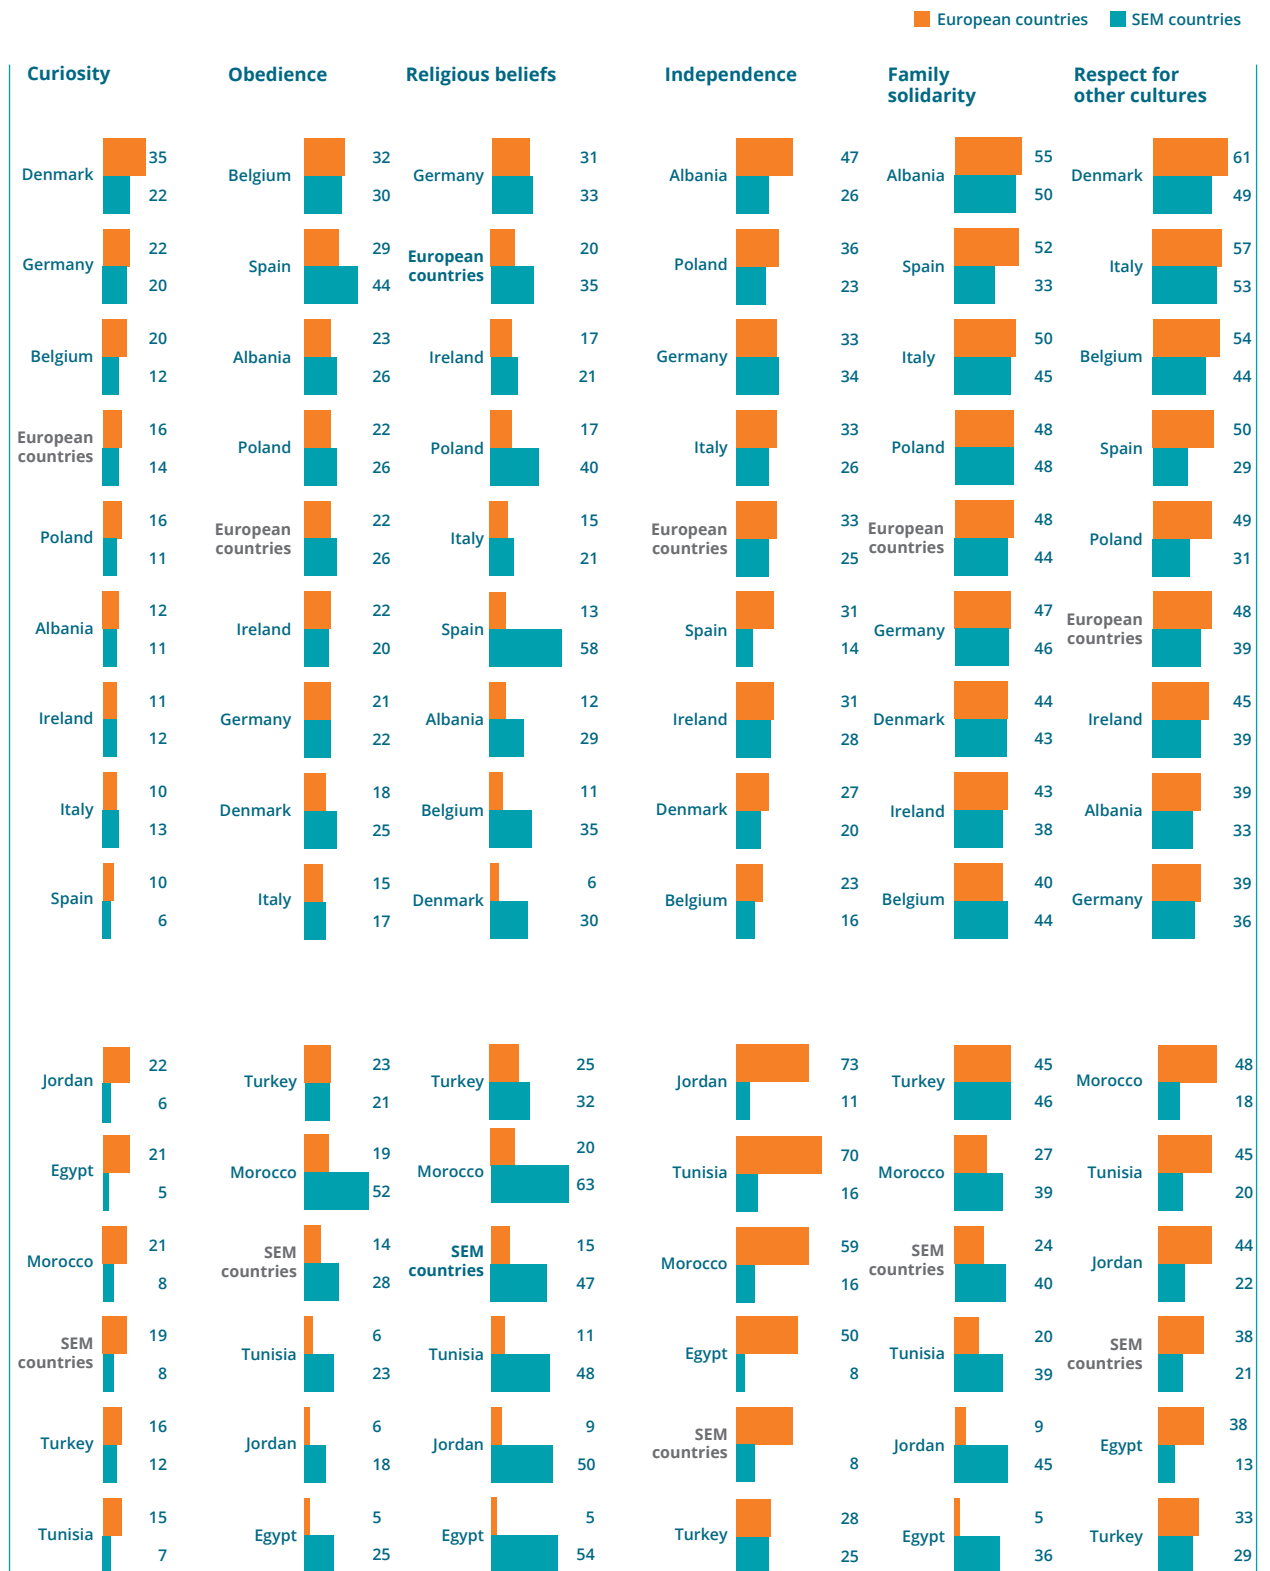 European countries
SEM countries
Curiosity
Denmark
35
22
Germany
22
20
Belgium
20
12
European
countries
16
14
Poland
16
11
Albania
12
11
Ireland
11
12
Italy
10
13
Spain
10
6
Jordan
22
6
Egypt
21
5
Morocco
21
8
SEM
countries
19
8
Turkey
16
12
Tunisia
15
7
Obedience
Belgium
32
30
Spain
29
44
Albania
23
26
Poland
22
26
European
countries
22
26
Ireland
22
20
Germany
21
22
Denmark
18
25
Italy
15
17
Turkey
23
21
Morocco
19
52
SEM
countries
14
28
Tunisia
6
23
Jordan
6
18
Egypt
5
25
Religious beliefs
Germany
31
33
European
countries
20
35
Ireland
17
21
Poland
17
40
Italy
15
21
Spain
13
58
Albania
12
29
Belgium
11
35
Denmark
6
30
Turkey
25
32
Morocco
20
63
SEM
countries
15
47
Tunisia
11
48
Jordan
9
50
Egypt
5
54
Independence
Albania
47
26
Poland
36
23
Germany
33
34
Italy
33
26
European
countries
33
25
Spain
31
14
Ireland
31
28
Denmark
27
20
Belgium
23
16
Jordan
73
11
Tunisia
70
16
Morocco
59
16
Egypt
50
8
SEM
countries
8
Turkey
28
25
Family
solidarity
Albania
55
50
Spain
52
33
Italy
50
45
Poland
48
48
European
countries
48
44
Germany
47
46
Denmark
44
43
Ireland
43
38
Belgium
40
44
Turkey
45
46
Morocco
27
39
SEM
countries
24
40
Tunisia
20
39
Jordan
9
45
Egypt
5
36
Respect for
other cultures
Denmark
61
49
Italy
57
53
Belgium
54
44
Spain
50
29
Poland
49
31
European
countries
48
39
Ireland
45
39
Albania
39
33
Germany
39
36
Morocco
48
18
Tunisia
45
20
Jordan
44
22
SEM
countries
38
21
Egypt
38
13
Turkey
33
29